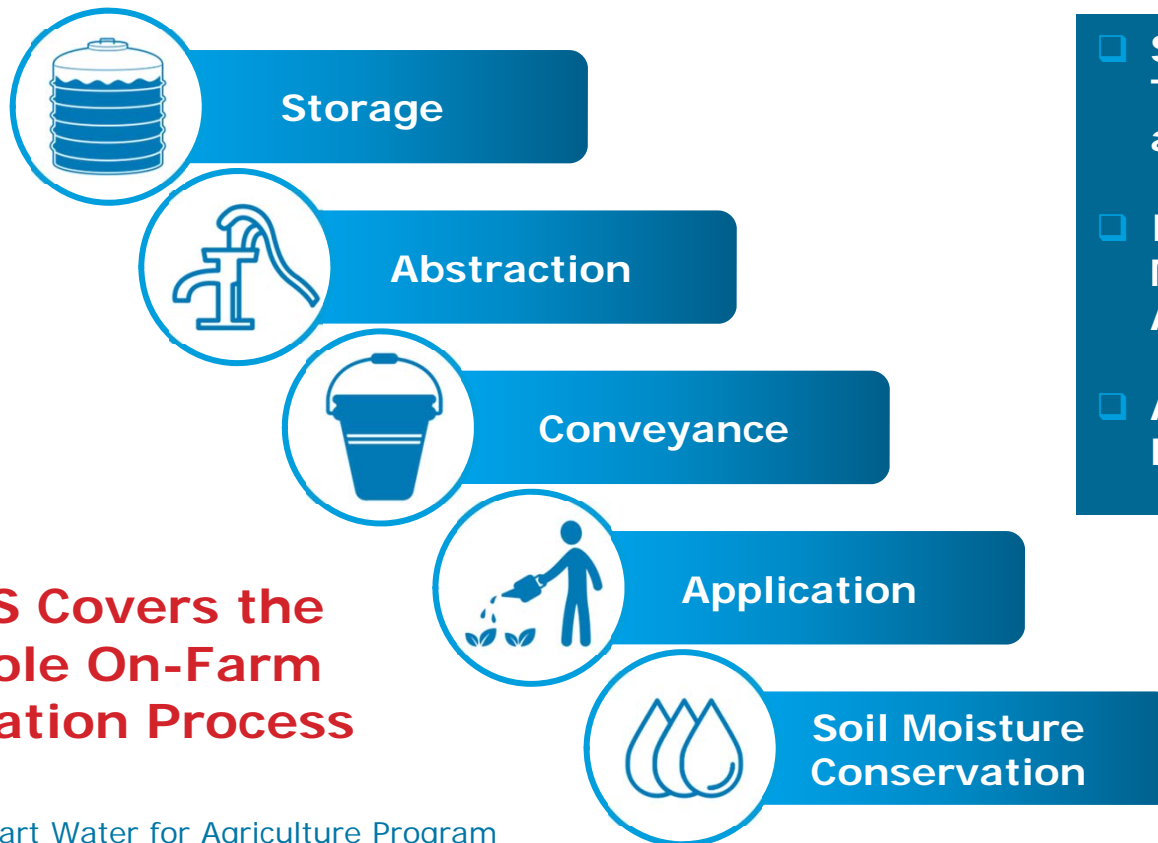 Storage
Abstraction
Conveyance
Application
Soil Moisture
Conservation
S Covers the
ole On-Farm
ation Process
art Water for Agriculture Program